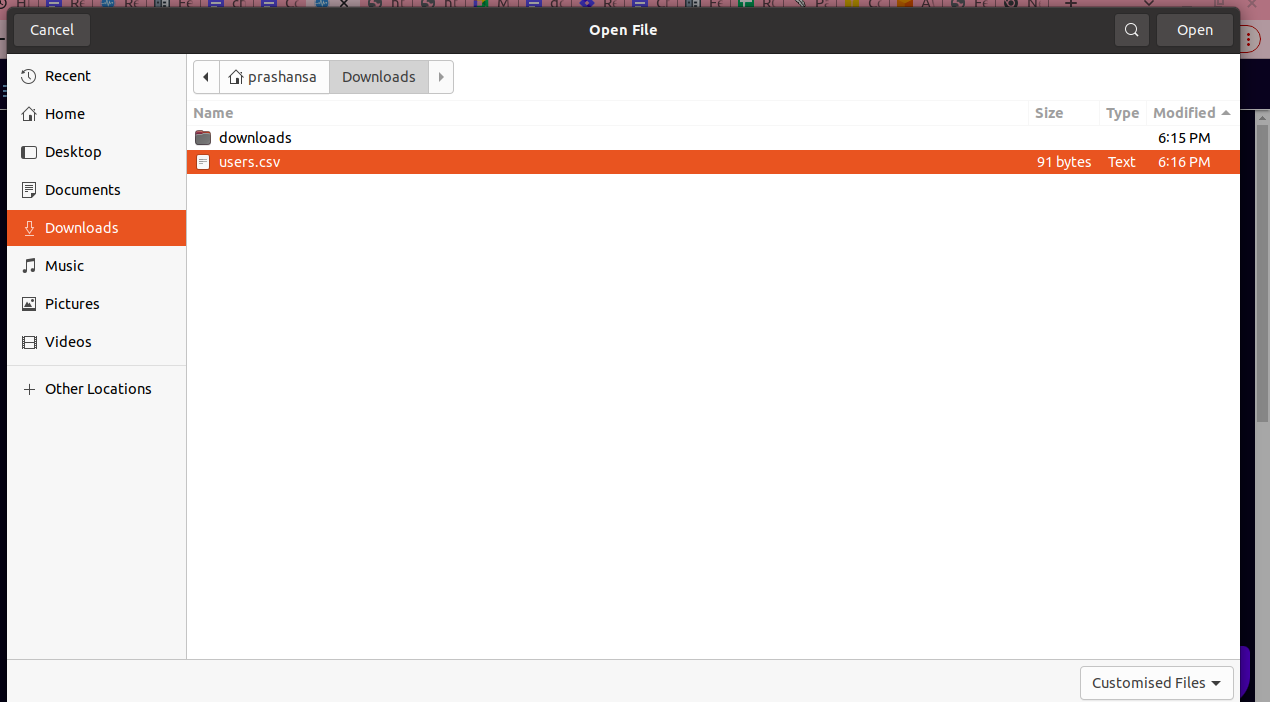 Cancel
Open File
Open
Recent
Home
Desktop
Documents
Downloads
Music
Pictures
Videos
Other Locations
prashansa
Downloads
Name Size Type Modified
downloads 6:15 PM
users.csv 91 bytes Text 6:16 PM
Customised Files